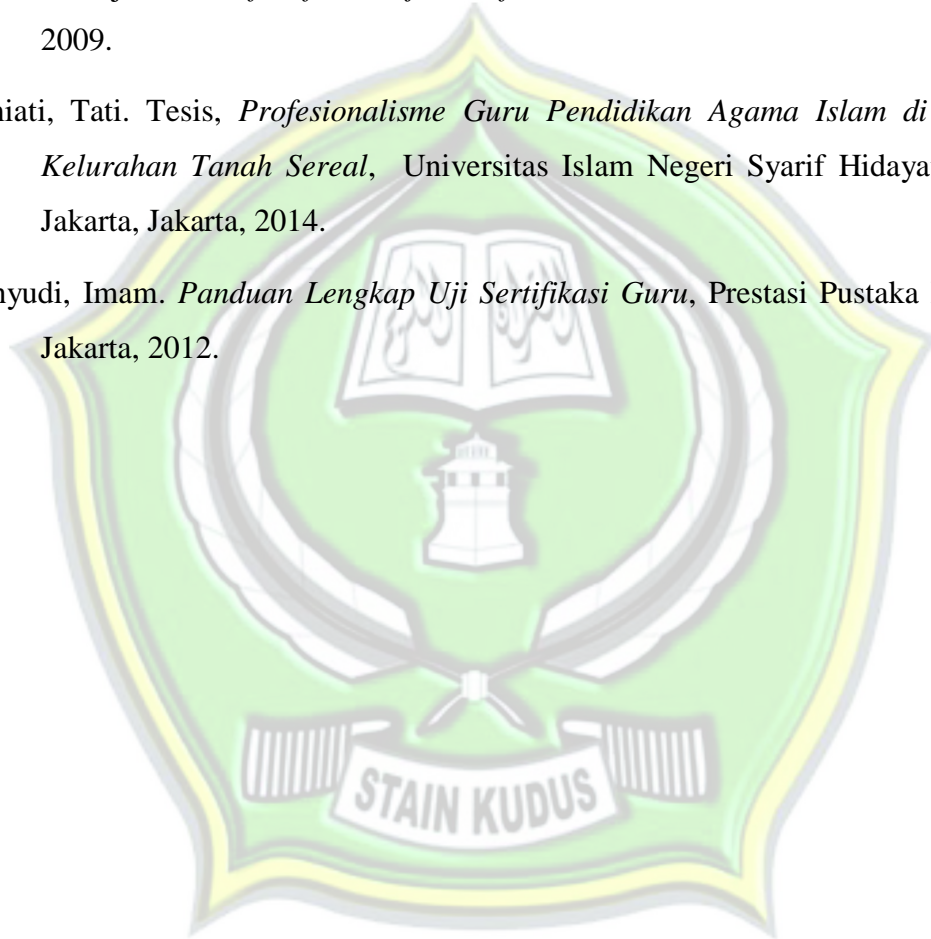 2009.
niati, Tati. Tesis, Profesionalisme Guru Pendidikan Agama Islam di
Kelurahan Tanah Sereal, Universitas Islam Negeri Syarif Hidaya
Jakarta, Jakarta, 2014.
hyudi, Imam. Panduan Lengkap Uji Sertifikasi Guru, Prestasi Pustaka
Jakarta, 2012.
STAIN KUDUS